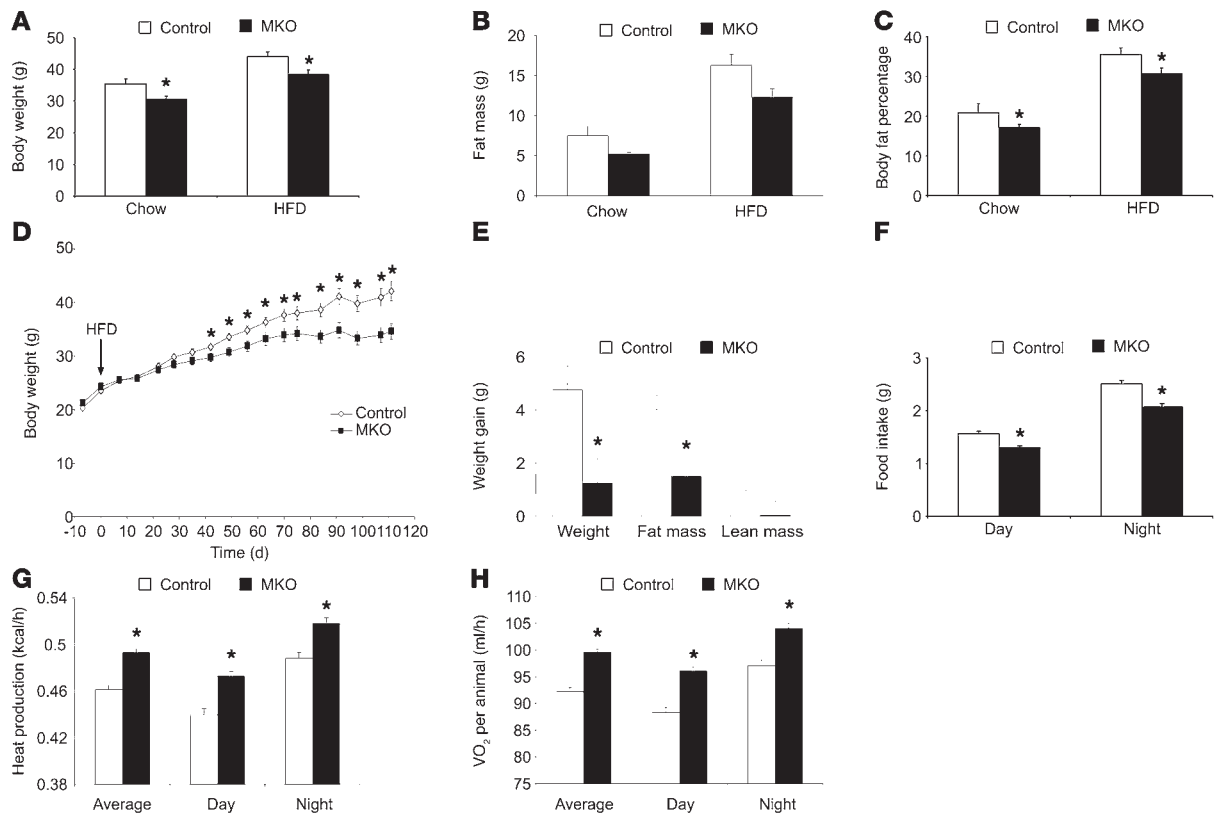 A
Control MKO
Body weight (g)
50
40
30
20
10
0
* *
Chow HFD
B
Control MKO
Fat mass (g)
20
15
10
5
0
Chow HFD
C
Control MKO
Body fat percentage
40
30
20
10
0
* *
Chow HFD
D
Body weight (g)
50
40
30
20
10
0
HFD
* * * * * * * * * * *
Control
MKO
-10 0 10 20 30 40 50 60 70 80 90 100 110 120
Time (d)
E
Control MKO
Weight gain (g)
6
4
2
0
* *
Weight Fat mass Lean mass
F
Control MKO
Food intake (g)
3
2
1
0
* *
Day Night
G
Control MKO
Heat production (kcal/h)
0.54
0.5
0.46
0.42
0.38
* * *
Average Day Night
H
Control MKO
VO2 per animal (ml/h)
110
105
100
95
90
85
80
75
* * *
Average Day Night